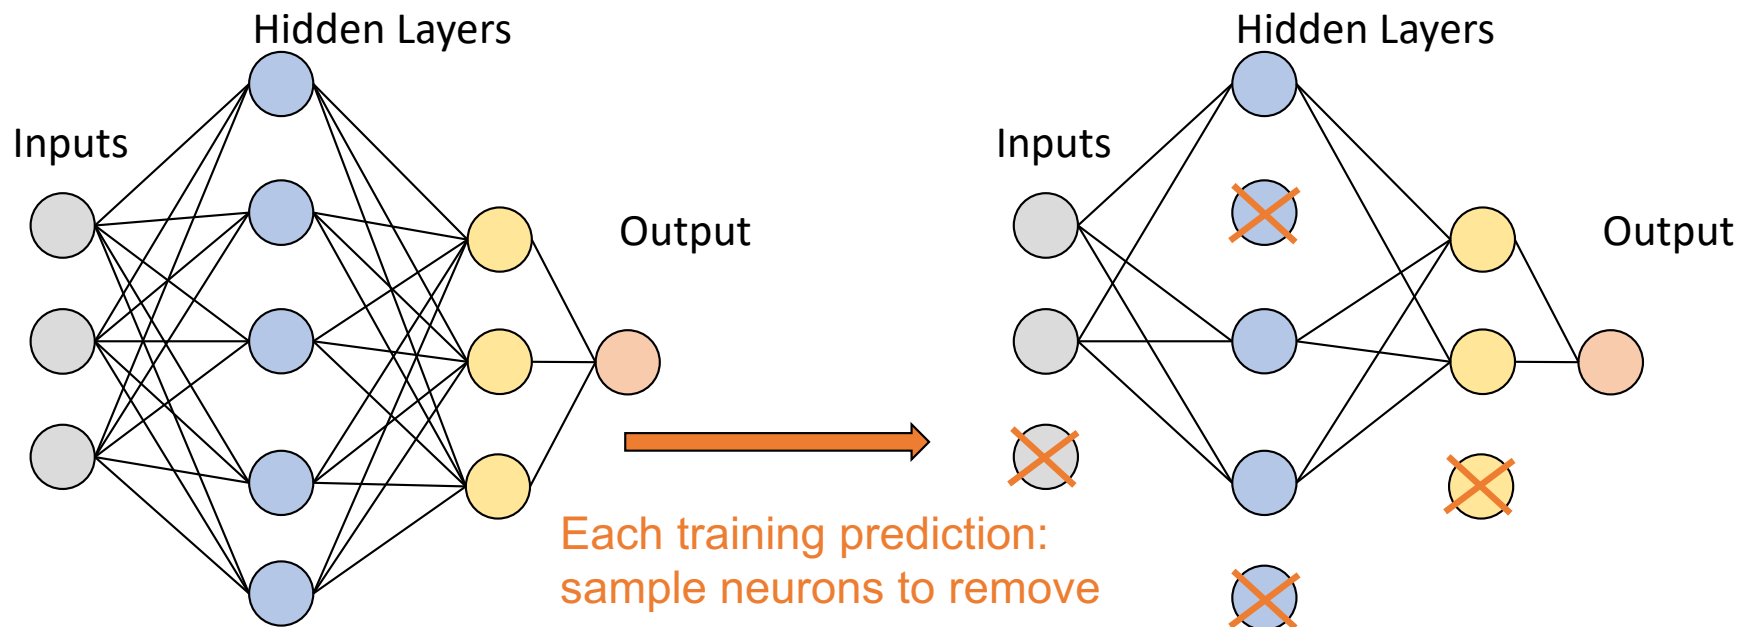 Hidden Layers
Inputs
Output
Each training prediction:
sample neurons to remove
Hidden Layers
Inputs
Output